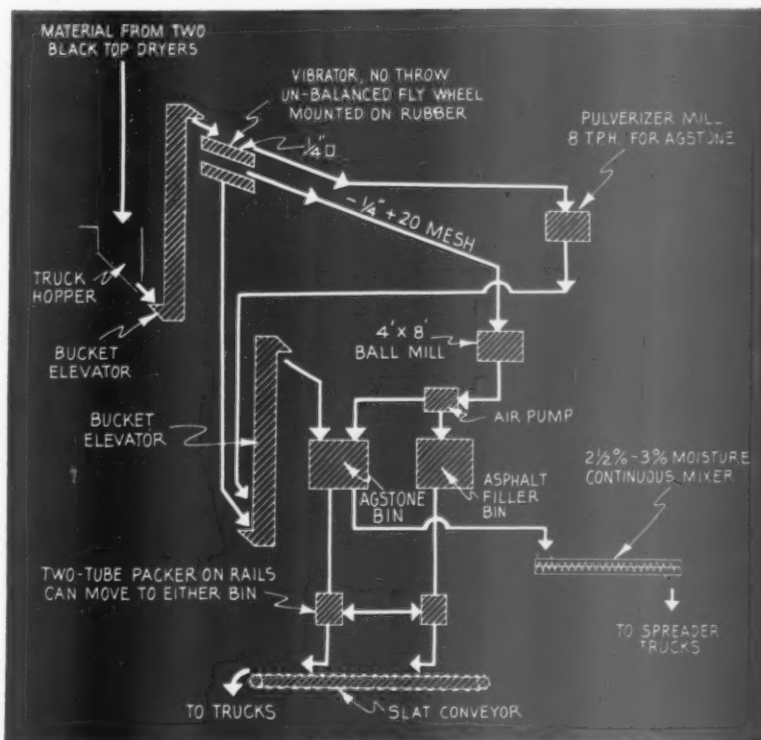 MATERIAL FROM TWO
BLACK TOP DRYERS
VIBRATOR, NO THROW
UN-BALANCED FLY WHEEL
MOUNTED ON RUBBER
1/4" □
PULVERIZER MILL
8 T.P.H. FOR AGSTONE
- 1/4" + 20 MESH
TRUCK
HOPPER
BUCKET
ELEVATOR
4' X 8'
BALL MILL
BUCKET
ELEVATOR
AIR PUMP
AGSTONE
BIN
ASPHALT
FILLER
BIN
2 1/2% - 3% MOISTURE
CONTINUOUS MIXER
TWO-TUBE PACKER ON RAILS
CAN MOVE TO EITHER BIN
TO SPREADER
TRUCKS
TO TRUCKS
SLAT CONVEYOR